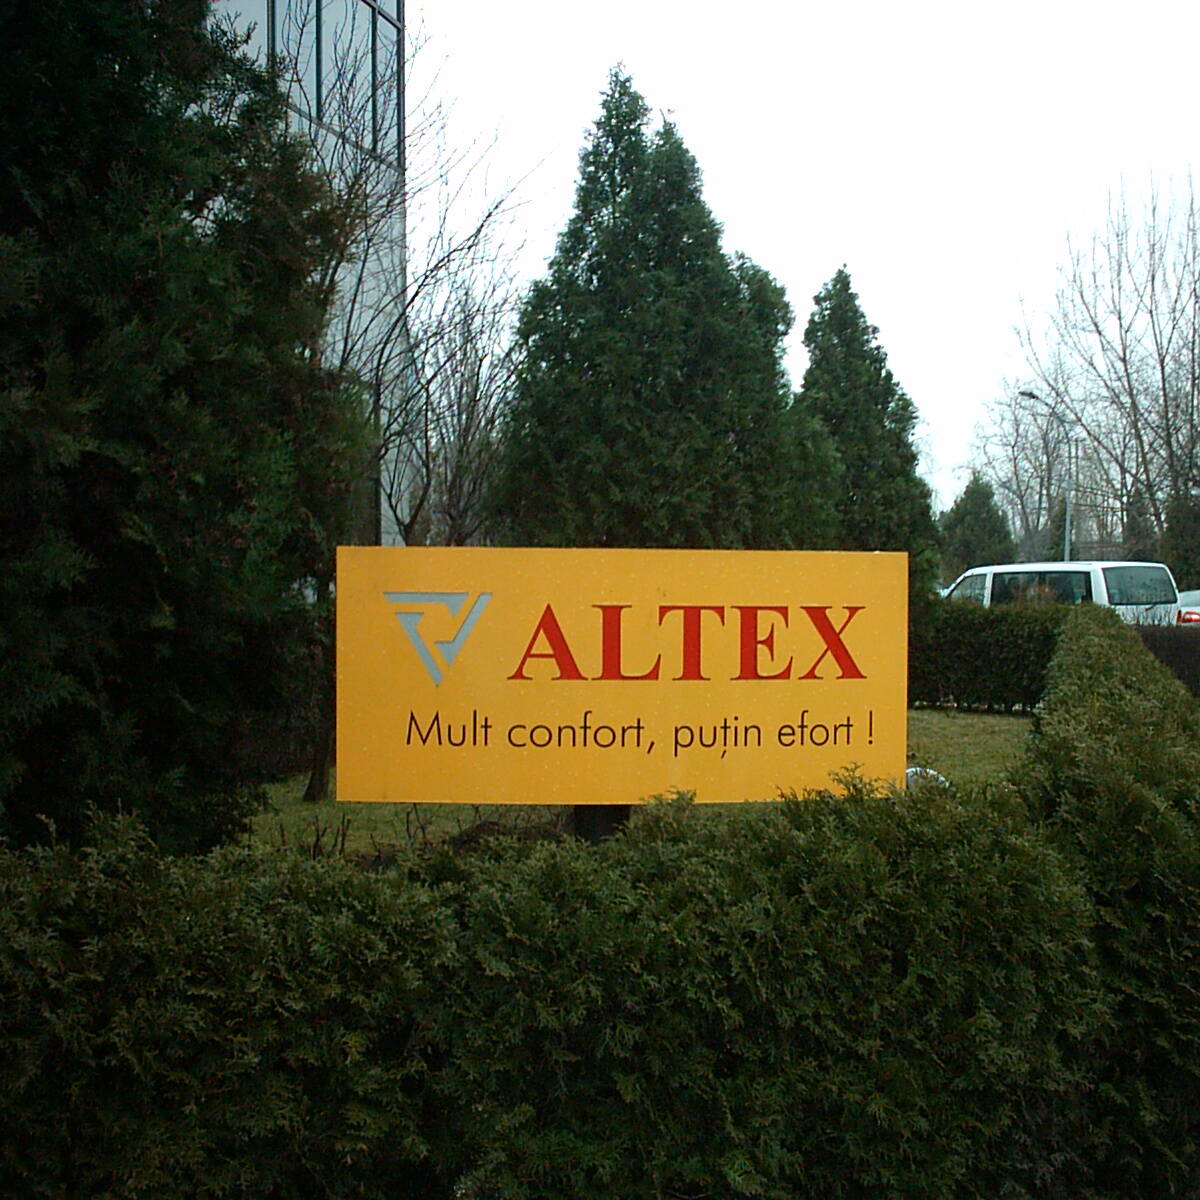 ALTEX
Mult confort, puțin efort !